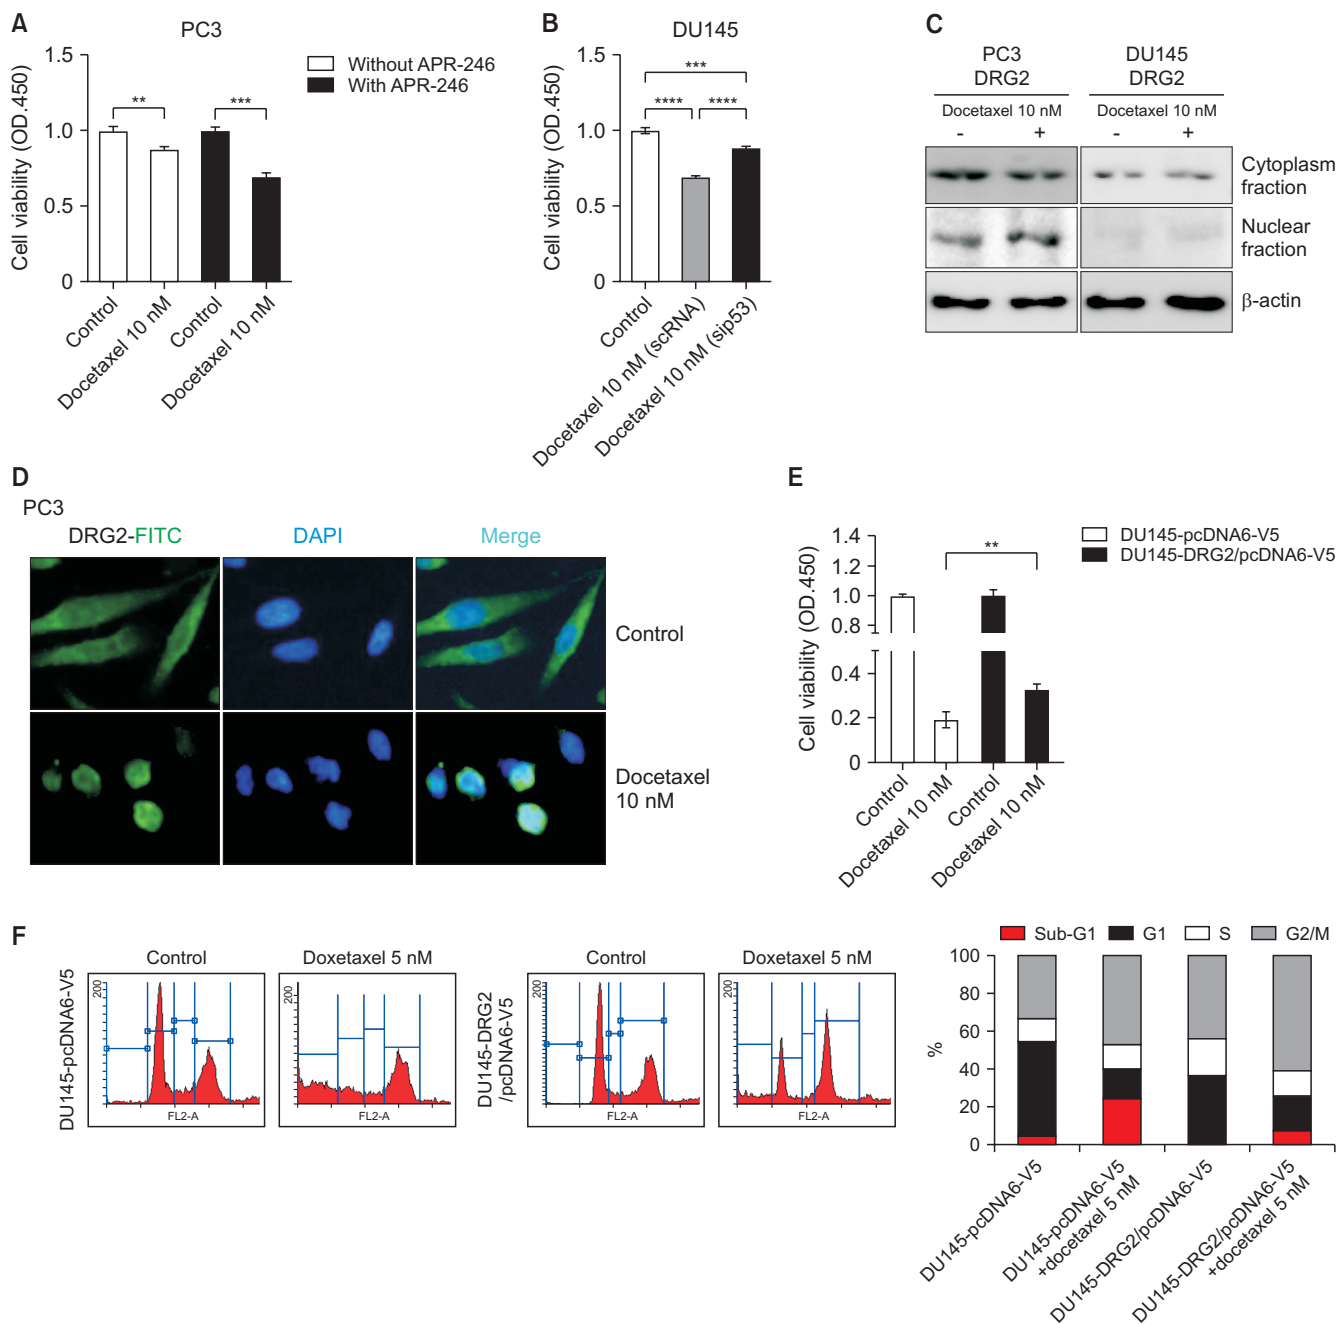 A
PC3
Cell viability (OD.450)
1.5
1.0
0.5
0
**
***
Control
Docetaxel 10 nM
Control
Docetaxel 10 nM
Without APR-246
With APR-246
B
DU145
Cell viability (OD.450)
1.5
1.0
0.5
0
***
****
****
Control
Docetaxel 10 nM (scRNA)
Docetaxel 10 nM (sip53)
C
PC3
DRG2
DU145
DRG2
Docetaxel 10 nM
Docetaxel 10 nM
- +
- +
Cytoplasm
fraction
Nuclear
fraction
β-actin
D
PC3
DRG2-FITC
DAPI
Merge
Control
Docetaxel
10 nM
E
Cell viability (OD.450)
1.4
1.2
1.0
0.8
0.4
0.2
0
**
Control
Docetaxel 10 nM
Control
Docetaxel 10 nM
DU145-pcDNA6-V5
DU145-DRG2/pcDNA6-V5
F
DU145-pcDNA6-V5
Control
200
FL2-A
Doxetaxel 5 nM
200
FL2-A
DU145-DRG2
/pcDNA6-V5
Control
200
FL2-A
Doxetaxel 5 nM
200
FL2-A
Sub-G1
G1
S
G2/M
%
100
80
60
40
20
0
DU145-pcDNA6-V5
DU145-pcDNA6-V5
+docetaxel 5 nM
DU145-DRG2/pcDNA6-V5
DU145-DRG2/pcDNA6-V5
+docetaxel 5 nM